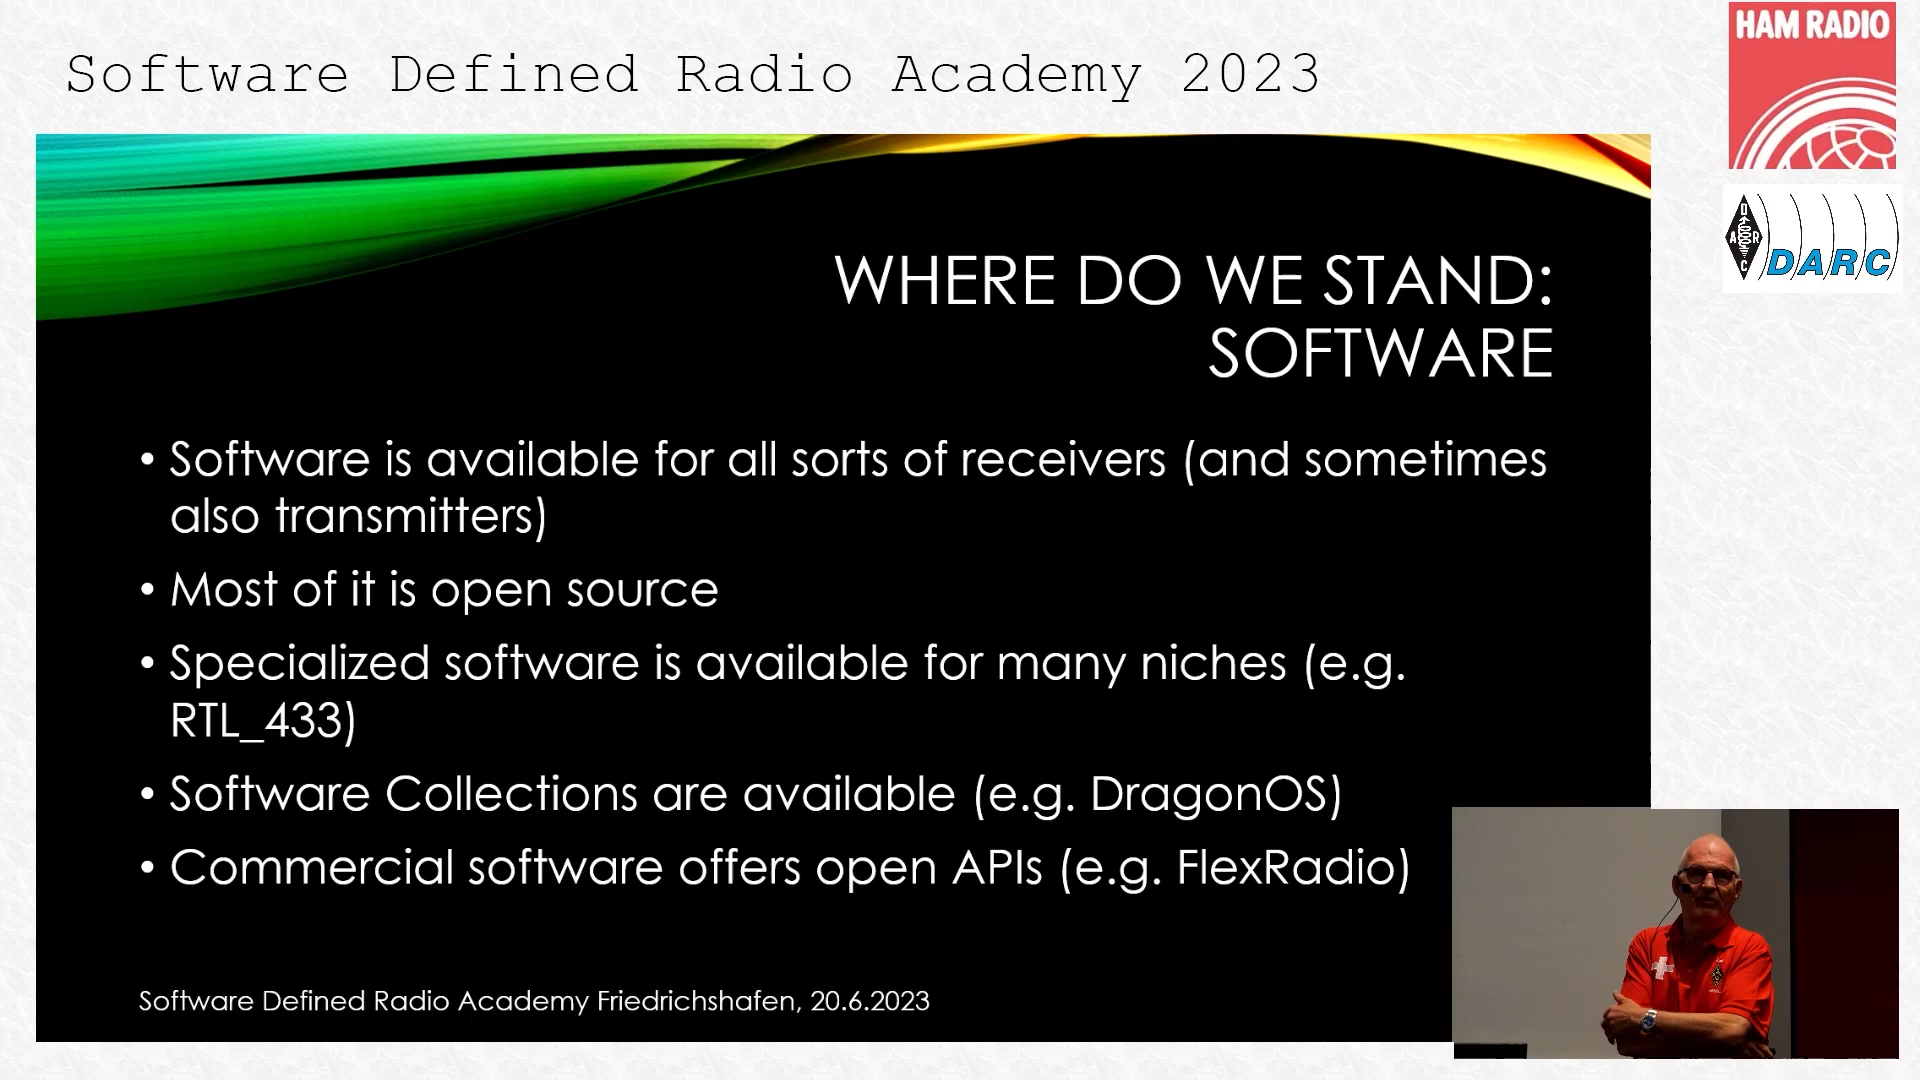 Software Defined Radio Academy 2023
HAM RADIO
D
A R
C
DARC
WHERE DO WE STAND:
SOFTWARE
• Software is available for all sorts of receivers (and sometimes
also transmitters)
• Most of it is open source
• Specialized software is available for many niches (e.g.
RTL_433)
• Software Collections are available (e.g. DragonOS)
• Commercial software offers open APIs (e.g. FlexRadio)
Software Defined Radio Academy Friedrichshafen, 20.6.2023